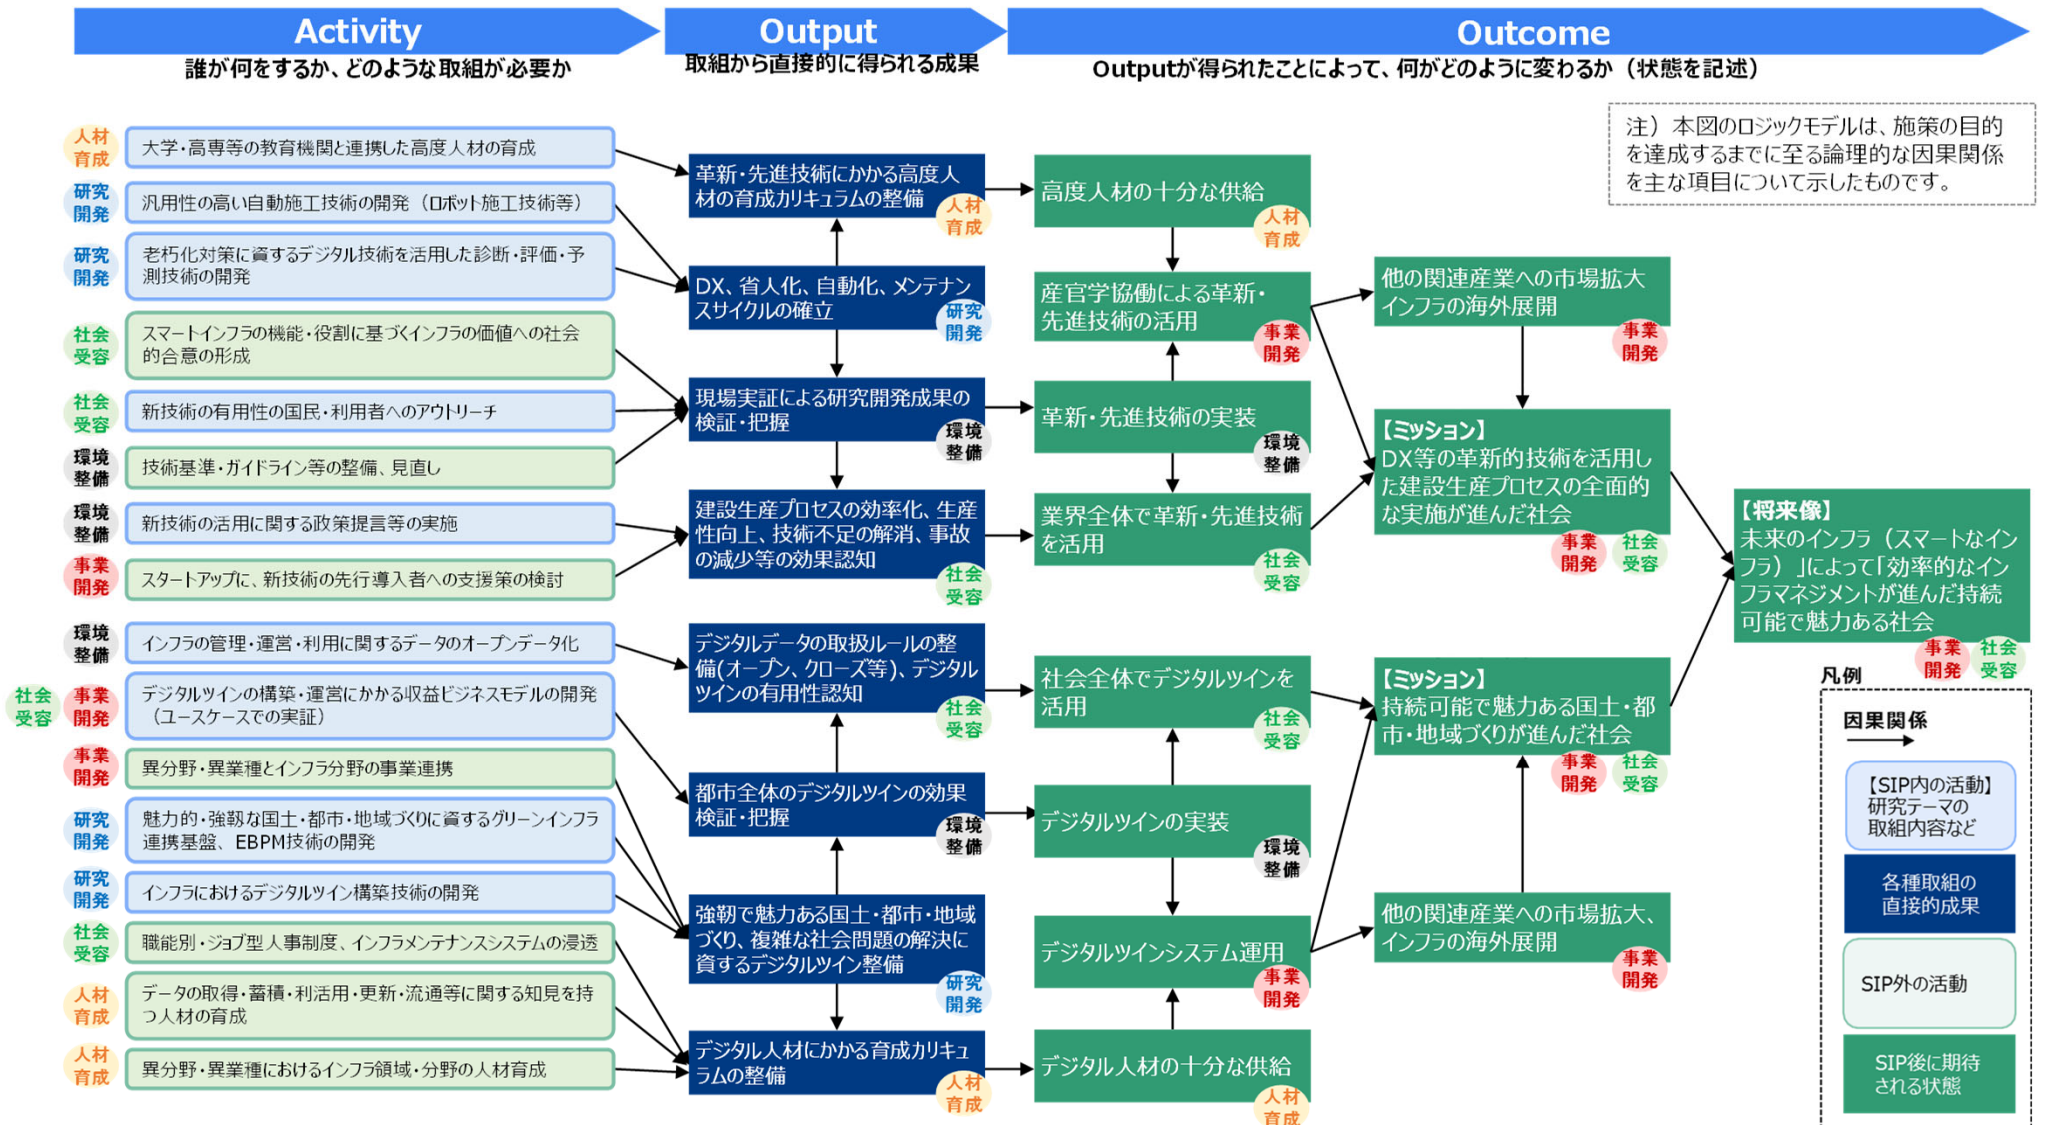 Activity
Output
Outcome
誰が何をするか、どのような取組が必要か
取組から直接的に得られる成果
Outputが得られたことによって、何がどのように変わるか（状態を記述）
注）本図のロジックモデルは、施策の目的
を達成するまでに至る論理的な因果関係
を主な項目について示したものです。
人材
育成
大学・高専等の教育機関と連携した高度人材の育成
研究
開発
汎用性の高い自動施工技術の開発（ロボット施工技術等）
研究
開発
老朽化対策に資するデジタル技術を活用した診断・評価・予
測技術の開発
社会
受容
スマートインフラの機能・役割に基づくインフラの価値への社会
的合意の形成
社会
受容
新技術の有用性の国民・利用者へのアウトリーチ
環境
整備
技術基準・ガイドライン等の整備、見直し
環境
整備
新技術の活用に関する政策提言等の実施
事業
開発
スタートアップに、新技術の先行導入者への支援策の検討
環境
整備
インフラの管理・運営・利用に関するデータのオープンデータ化
社会
受容
事業
開発
デジタルツインの構築・運営にかかる収益ビジネスモデルの開発
（ユースケースでの実証）
事業
開発
異分野・異業種とインフラ分野の事業連携
研究
開発
魅力的・強靱な国土・都市・地域づくりに資するグリーンインフラ
連携基盤、EBPM技術の開発
研究
開発
インフラにおけるデジタルツイン構築技術の開発
社会
受容
職能別・ジョブ型人事制度、インフラメンテナンスシステムの浸透
人材
育成
データの取得・蓄積・利活用・更新・流通等に関する知見を持
つ人材の育成
人材
育成
異分野・異業種におけるインフラ領域・分野の人材育成
革新・先進技術にかかる高度人
材の育成カリキュラムの整備
人材
育成
DX、省人化、自動化、メンテナン
スサイクルの確立
研究
開発
現場実証による研究開発成果の
検証・把握
環境
整備
建設生産プロセスの効率化、生産
性向上、技術不足の解消、事故
の減少等の効果認知
社会
受容
デジタルデータの取扱ルールの整
備(オープン、クローズ等)、デジタル
ツインの有用性認知
社会
受容
都市全体のデジタルツインの効果
検証・把握
環境
整備
強靭で魅力ある国土・都市・地域
づくり、複雑な社会問題の解決に
資するデジタルツイン整備
研究
開発
デジタル人材にかかる育成カリキュ
ラムの整備
人材
育成
高度人材の十分な供給
人材
育成
産官学協働による革新・
先進技術の活用
事業
開発
革新・先進技術の実装
環境
整備
業界全体で革新・先進技術
を活用
社会
受容
社会全体でデジタルツインを
活用
社会
受容
デジタルツインの実装
環境
整備
デジタルツインシステム運用
事業
開発
デジタル人材の十分な供給
人材
育成
他の関連産業への市場拡大
インフラの海外展開
事業
開発
【ミッション】
DX等の革新的技術を活用し
た建設生産プロセスの全面的
な実施が進んだ社会
事業
開発
社会
受容
【ミッション】
持続可能で魅力ある国土・都
市・地域づくりが進んだ社会
事業
開発
社会
受容
他の関連産業への市場拡大、
インフラの海外展開
事業
開発
【将来像】
未来のインフラ（スマートなイン
フラ）」によって「効率的なイン
フラマネジメントが進んだ持続
可能で魅力ある社会
事業
開発
社会
受容
凡例
因果関係
【SIP内の活動】
研究テーマの
取組内容など
各種取組の
直接的成果
SIP外の活動
SIP後に期待
される状態